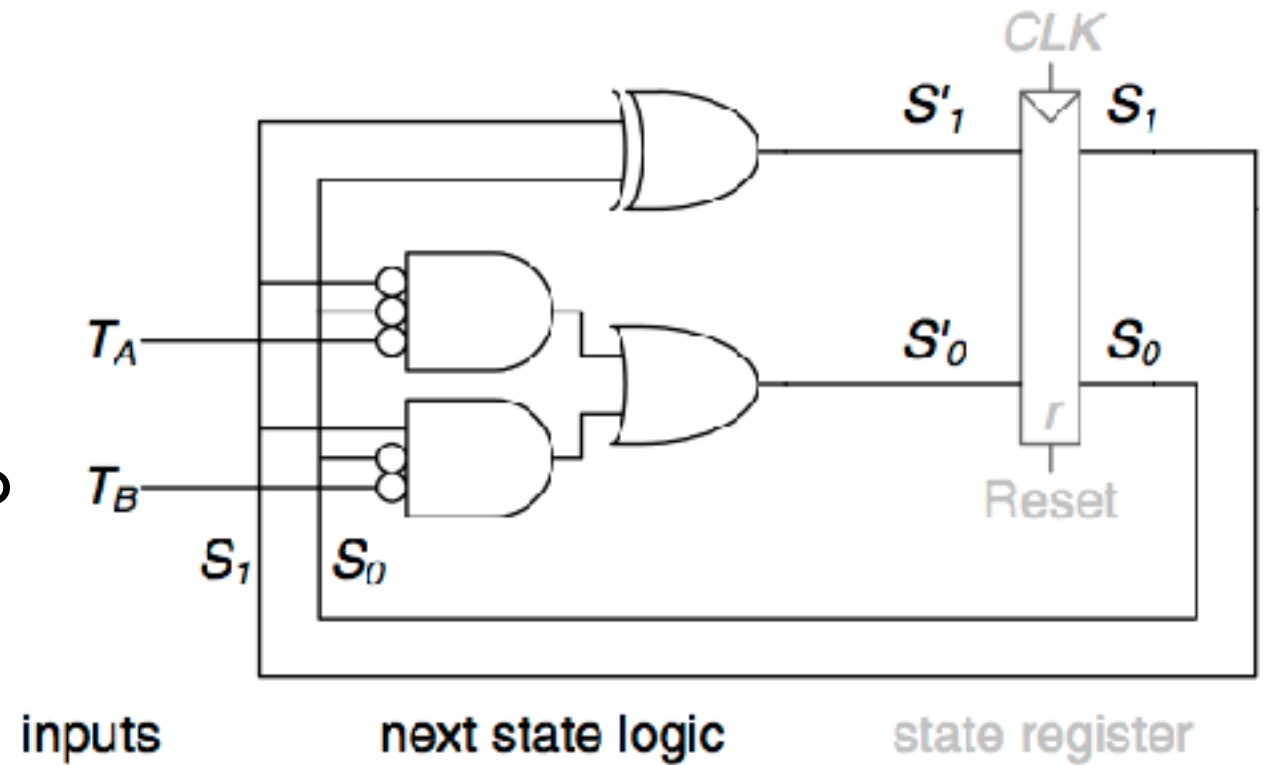 CLK
S'1 S1
TA
S'0 S0
r
TB
Reset
S1 S0
inputs next state logic state register